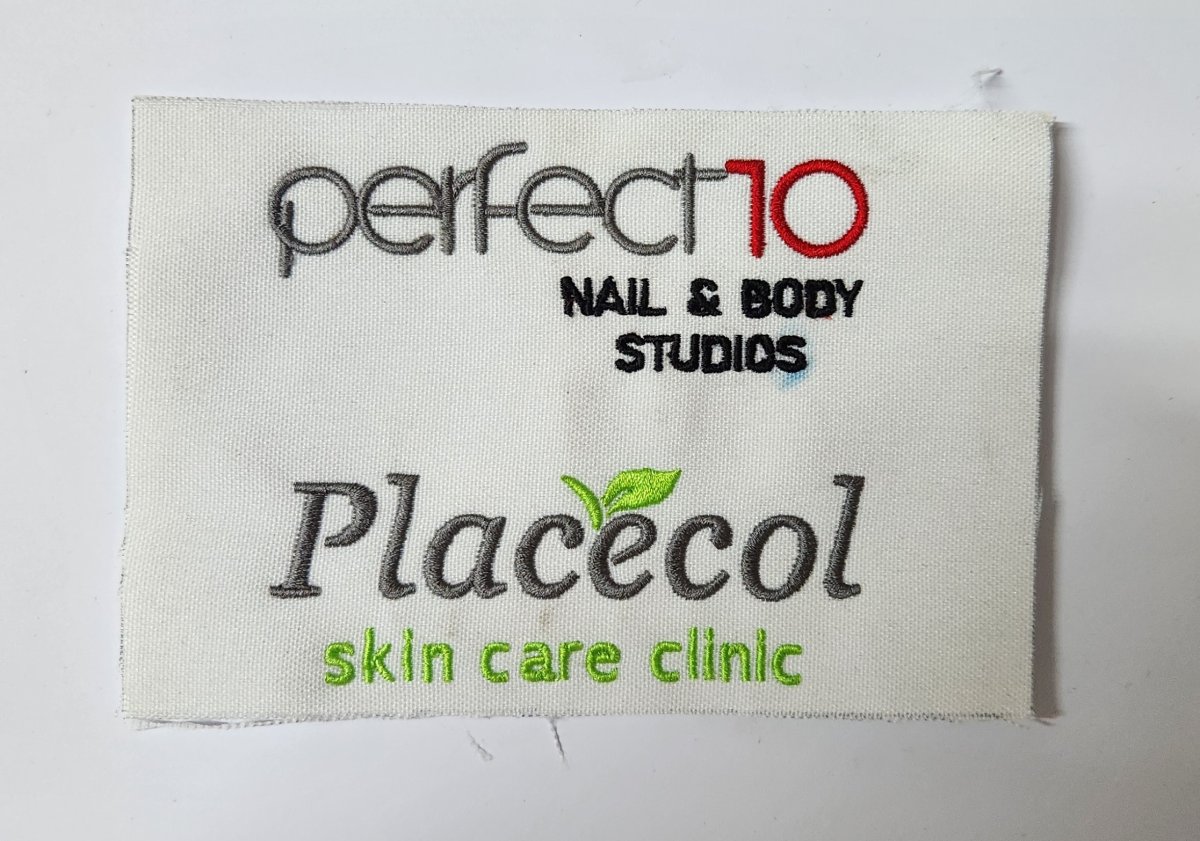 perfect10
NAIL & BODY
STUDIOS
Placecol
skin care clinic